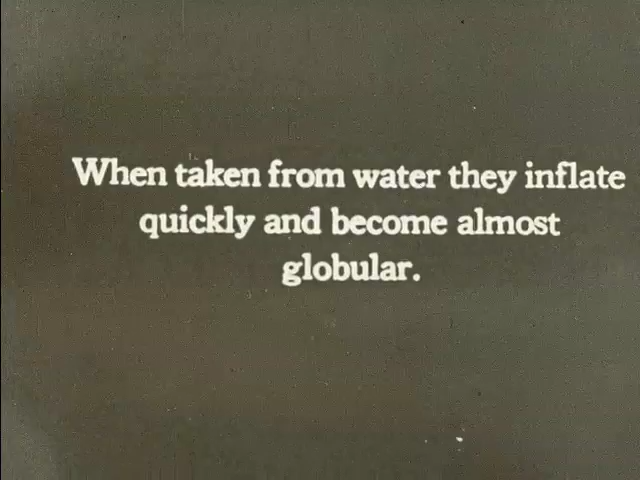 When taken from water they inflate
quickly and become almost
globular.